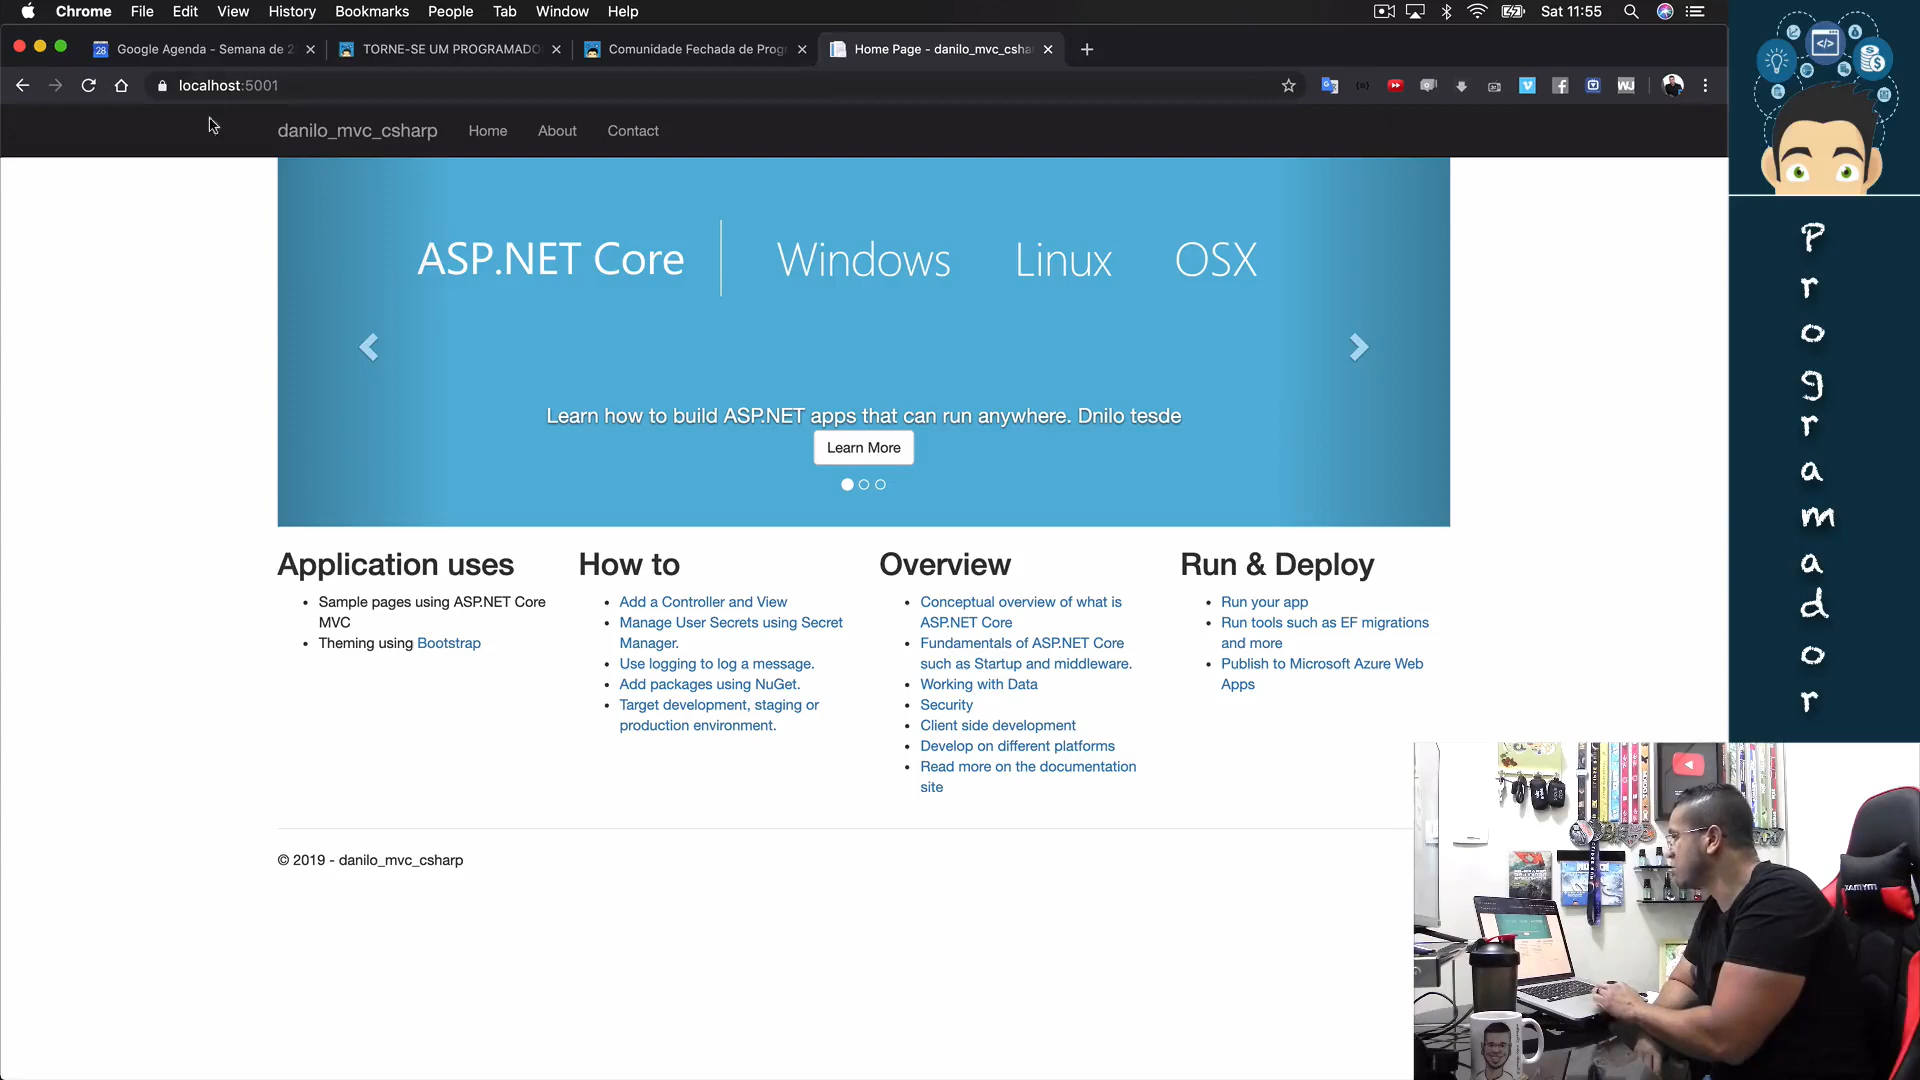 Chrome File Edit View History Bookmarks People Tab Window Help Sat 11:55
28 Google Agenda - Semana de 2
TORNE-SE UM PROGRAMADO
Comunidade Fechada de Prog
Home Page - danilo_mvc_csha
localhost:5001
danilo_mvc_csharp Home About Contact
ASP.NET Core Windows Linux OSX
Learn how to build ASP.NET apps that can run anywhere. Dnilo tesde
Learn More
Application uses
Sample pages using ASP.NET Core
MVC
Theming using Bootstrap
How to
Add a Controller and View
Manage User Secrets using Secret
Manager.
Use logging to log a message.
Add packages using NuGet.
Target development, staging or
production environment.
Overview
Conceptual overview of what is
ASP.NET Core
Fundamentals of ASP.NET Core
such as Startup and middleware.
Working with Data
Security
Client side development
Develop on different platforms
Read more on the documentation
site
Run & Deploy
Run your app
Run tools such as EF migrations
and more
Publish to Microsoft Azure Web
Apps
© 2019 - danilo_mvc_csharp
Programador